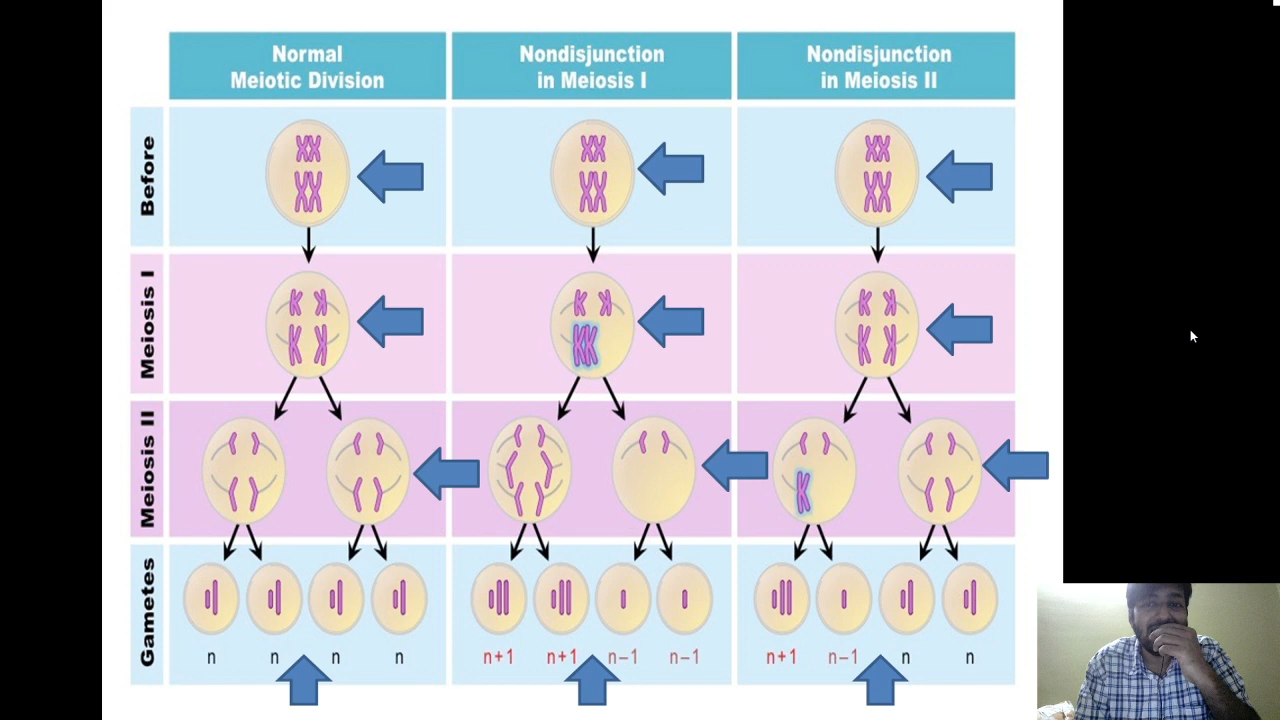 Normal
Meiotic Division
Nondisjunction
in Meiosis I
Nondisjunction
in Meiosis II
Before
Meiosis I
Meiosis II
Gametes
n n n n
n+1 n+1 n−1 n−1
n+1 n−1 n n